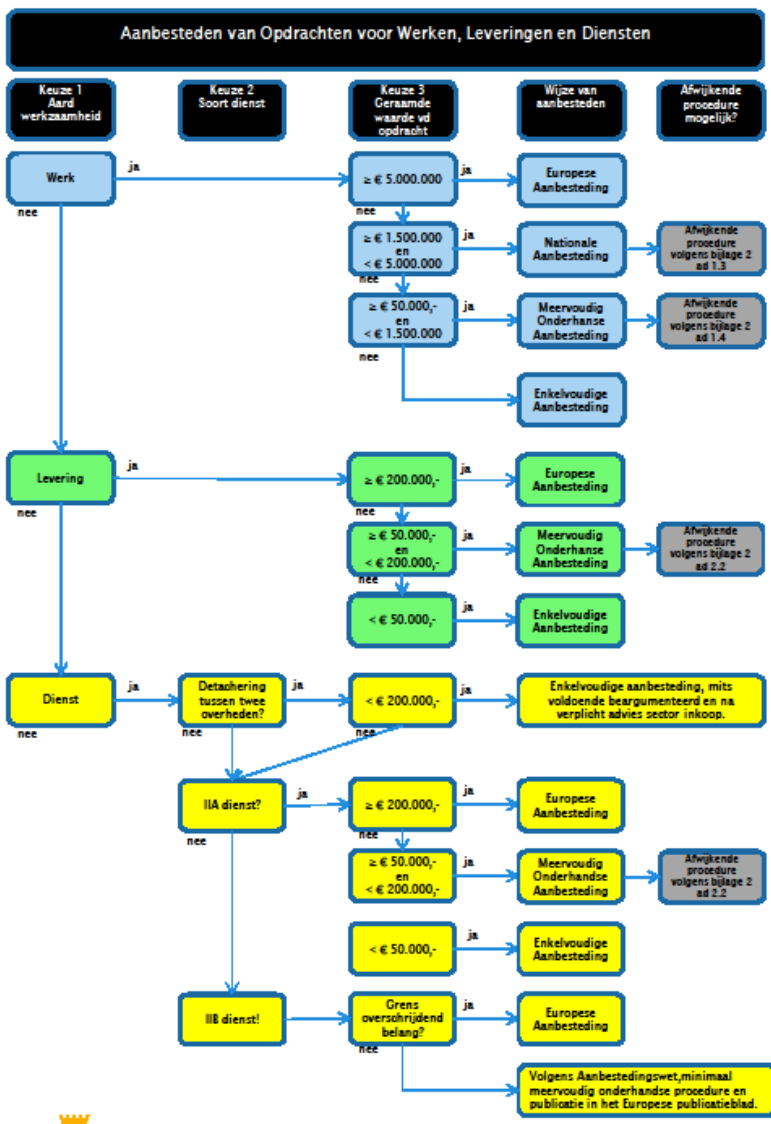 Aanbesteden van Opdrachten voor Werken, Leveringen en Diensten
Keuze 1
Aard
werkzaamheid
Keuze 2
Soort dienst
Keuze 3
Geraamde
waarde vd
opdracht
Wijze van
aanbesteden
Afwijkende
procedure
mogelijk?
Werk
ja
nee
≥ € 5.000.000
ja
nee
Europese
Aanbesteding
≥ € 1.500.000
en
< € 5.000.000
ja
nee
Nationale
Aanbesteding
Afwijkende
procedure
volgens bijlage 2
ad 1.3
≥ € 50.000,-
en
< € 1.500.000
ja
nee
Meervoudig
Onderhanse
Aanbesteding
Afwijkende
procedure
volgens bijlage 2
ad 1.4
Enkelvoudige
Aanbesteding
Levering
ja
nee
≥ € 200.000,-
ja
nee
Europese
Aanbesteding
≥ € 50.000,-
en
< € 200.000,-
ja
nee
Meervoudig
Onderhanse
Aanbesteding
Afwijkende
procedure
volgens bijlage 2
ad 2.2
< € 50.000,-
ja
Enkelvoudige
Aanbesteding
Dienst
ja
nee
Detachering
tussen twee
overheden?
ja
nee
< € 200.000,-
ja
nee
Enkelvoudige aanbesteding, mits
voldoende beargumenteerd en na
verplicht advies sector inkoop.
IIA dienst?
ja
nee
≥ € 200.000,-
ja
nee
Europese
Aanbesteding
≥ € 50.000,-
en
< € 200.000,-
ja
Meervoudig
Onderhandse
Aanbesteding
Afwijkende
procedure
volgens bijlage 2
ad 2.2
< € 50.000,-
ja
Enkelvoudige
Aanbesteding
IIB dienst!
Grens
overschrijdend
belang?
ja
nee
Europese
Aanbesteding
Volgens Aanbestedingswet,minimaal
meervoudig onderhandse procedure en
publicatie in het Europese publicatieblad.